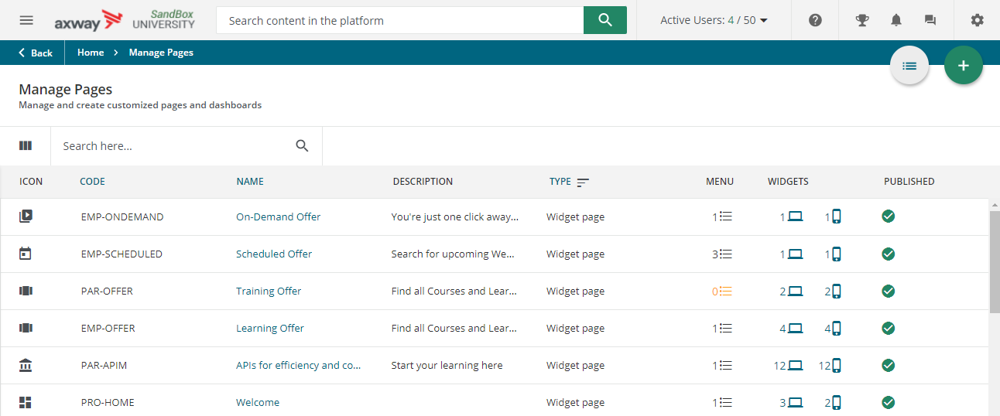 axway SandBox UNIVERSITY Search content in the platform Active Users: 4 / 50
Back Home Manage Pages
Manage Pages
Manage and create customized pages and dashboards
Search here...
ICON CODE NAME DESCRIPTION TYPE MENU WIDGETS PUBLISHED
EMP-ONDEMAND On-Demand Offer You're just one click away... Widget page 1 1 1
EMP-SCHEDULED Scheduled Offer Search for upcoming We... Widget page 3 1 1
PAR-OFFER Training Offer Find all Courses and Lear... Widget page 0 2 2
EMP-OFFER Learning Offer Find all Courses and Lear... Widget page 1 4 4
PAR-APIM APIs for efficiency and co... Start your learning here Widget page 1 12 12
PRO-HOME Welcome Widget page 1 3 2